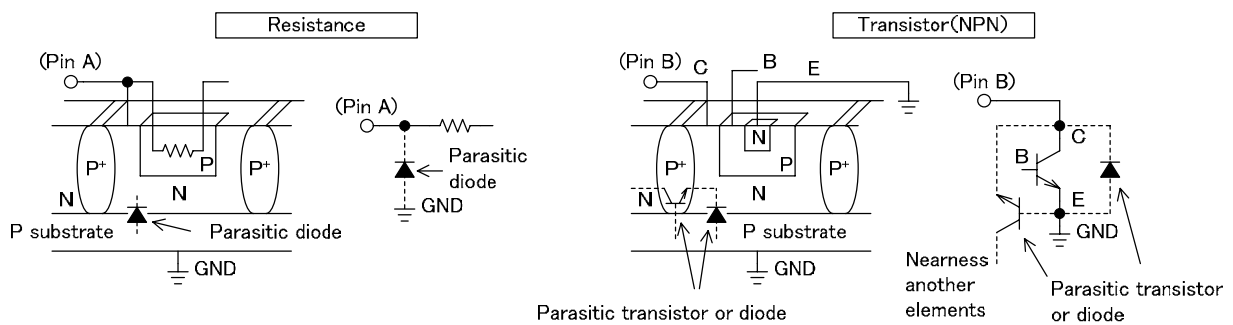 Resistance
(Pin A)
P+
P
P+
N
N
P substrate
Parasitic diode
GND
(Pin A)
Parasitic
diode
GND
Transistor(NPN)
(Pin B)
C
B
E
N
P+
P
P+
N
N
P substrate
GND
Parasitic transistor or diode
(Pin B)
C
B
E
GND
Nearness
another
elements
Parasitic transistor
or diode